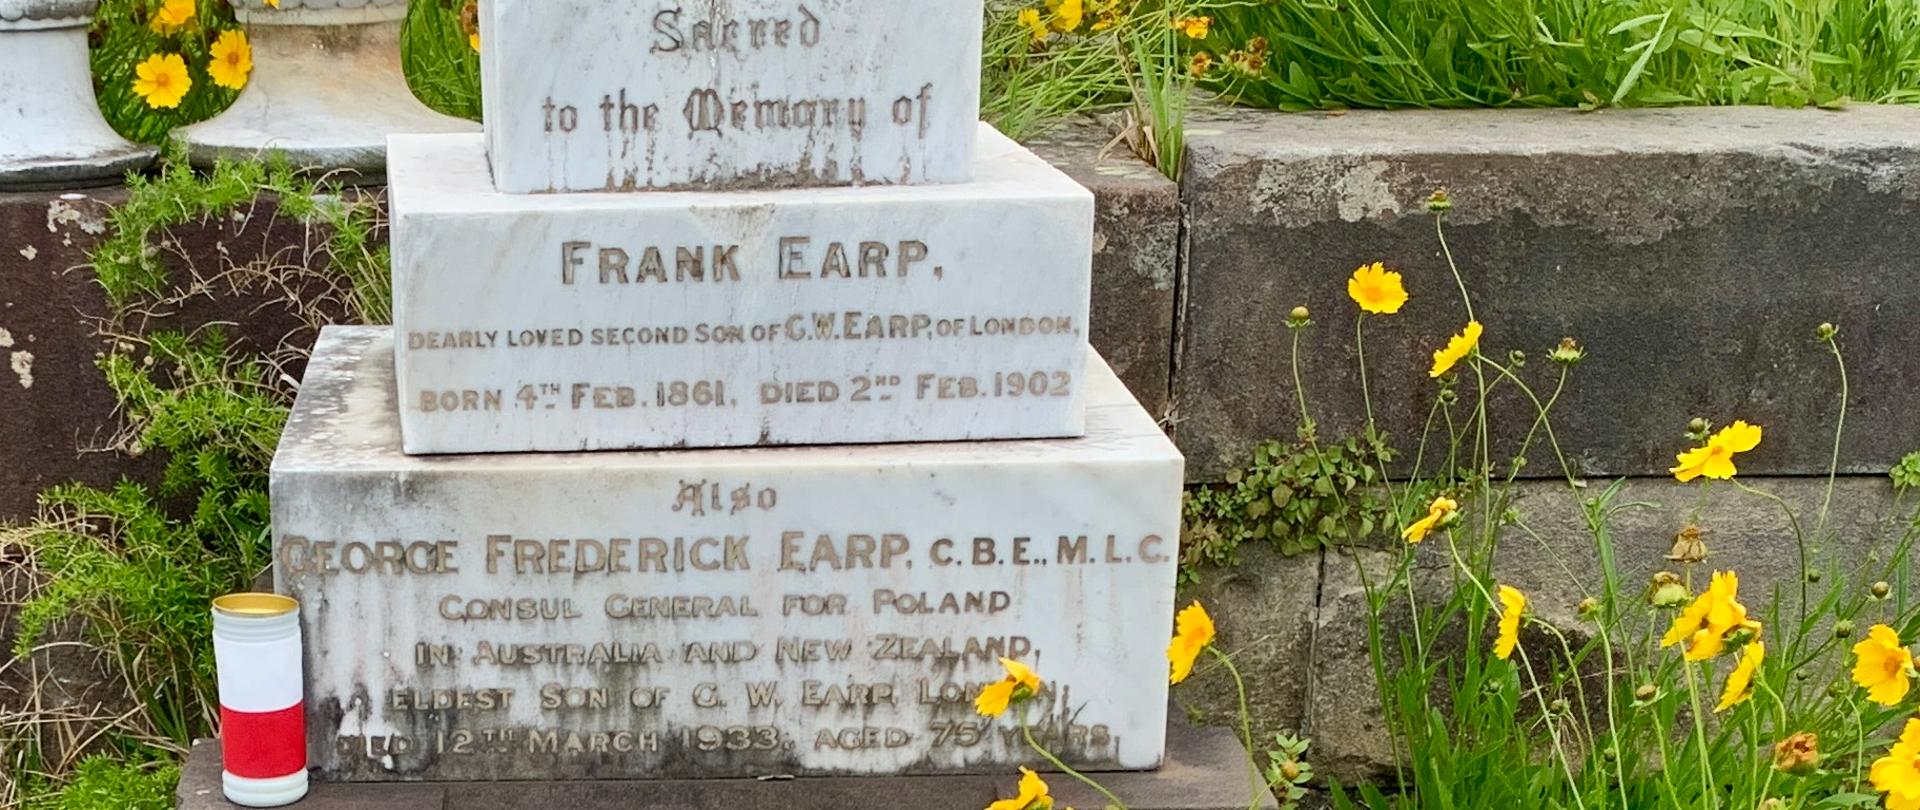 Sacred
to the Memory of
FRANK EARP,
DEARLY LOVED SECOND SON OF G.W. EARP, OF LONDON,
BORN 4TH FEB. 1861, DIED 2ND FEB. 1902
Also
GEORGE FREDERICK EARP, C.B.E., M.L.C.
CONSUL GENERAL FOR POLAND
IN AUSTRALIA AND NEW ZEALAND,
ELDEST SON OF G. W. EARP, LONDON;
DIED 12TH MARCH 1933, AGED 75 YEARS